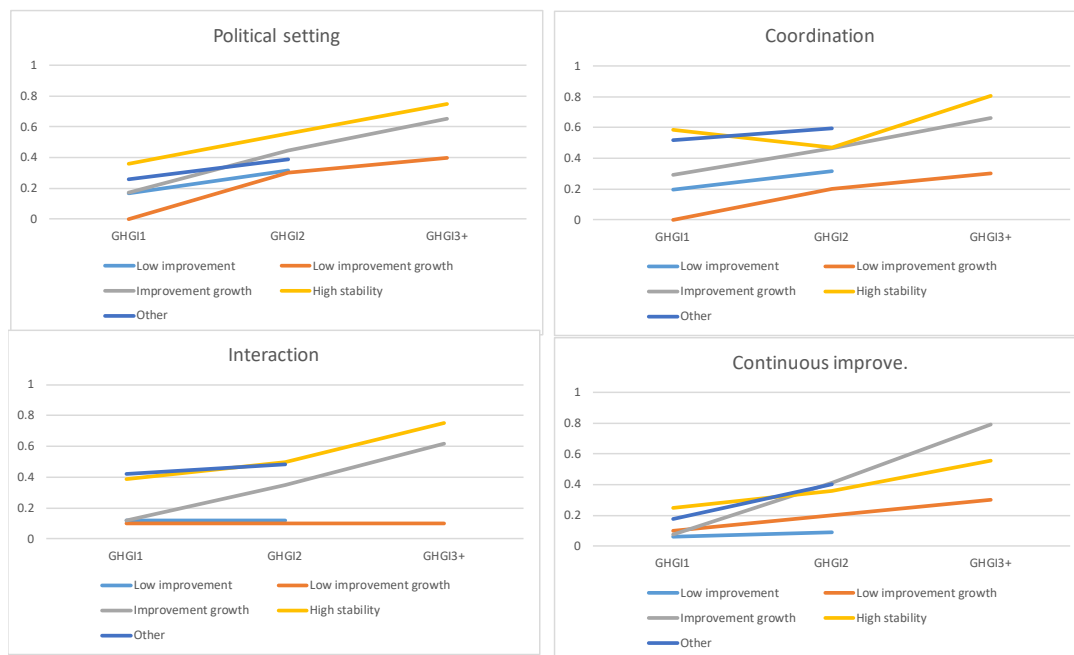 Political setting
1
0.8
0.6
0.4
0.2
0
GHGI1 GHGI2 GHGI3+
Low improvement Low improvement growth
Improvement growth High stability
Other
Coordination
1
0.8
0.6
0.4
0.2
0
GHGI1 GHGI2 GHGI3+
Low improvement Low improvement growth
Improvement growth High stability
Other
Interaction
1
0.8
0.6
0.4
0.2
0
GHGI1 GHGI2 GHGI3+
Low improvement Low improvement growth
Improvement growth High stability
Other
Continuous improve.
1
0.8
0.6
0.4
0.2
0
GHGI1 GHGI2 GHGI3+
Low improvement Low improvement growth
Improvement growth High stability
Other